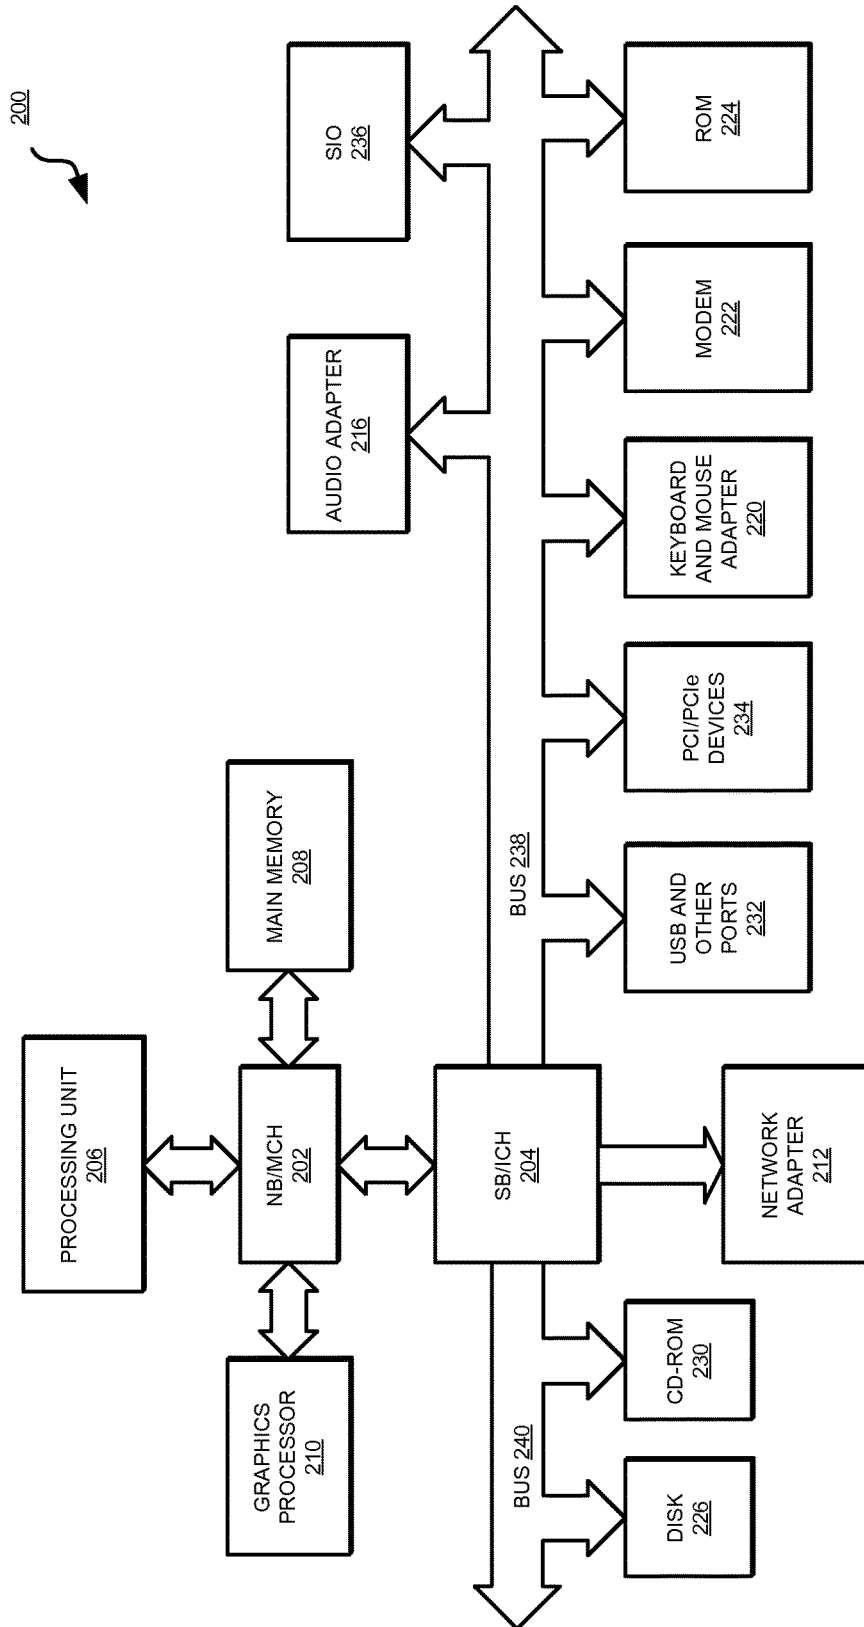 200
PROCESSING UNIT
206
GRAPHICS
PROCESSOR
210
NB/MCH
202
MAIN MEMORY
208
AUDIO ADAPTER
216
SIO
236
SB/ICH
204
BUS 240
BUS 238
DISK
226
CD-ROM
230
NETWORK
ADAPTER
212
USB AND
OTHER
PORTS
232
PCI/PCIe
DEVICES
234
KEYBOARD
AND MOUSE
ADAPTER
220
MODEM
222
ROM
224